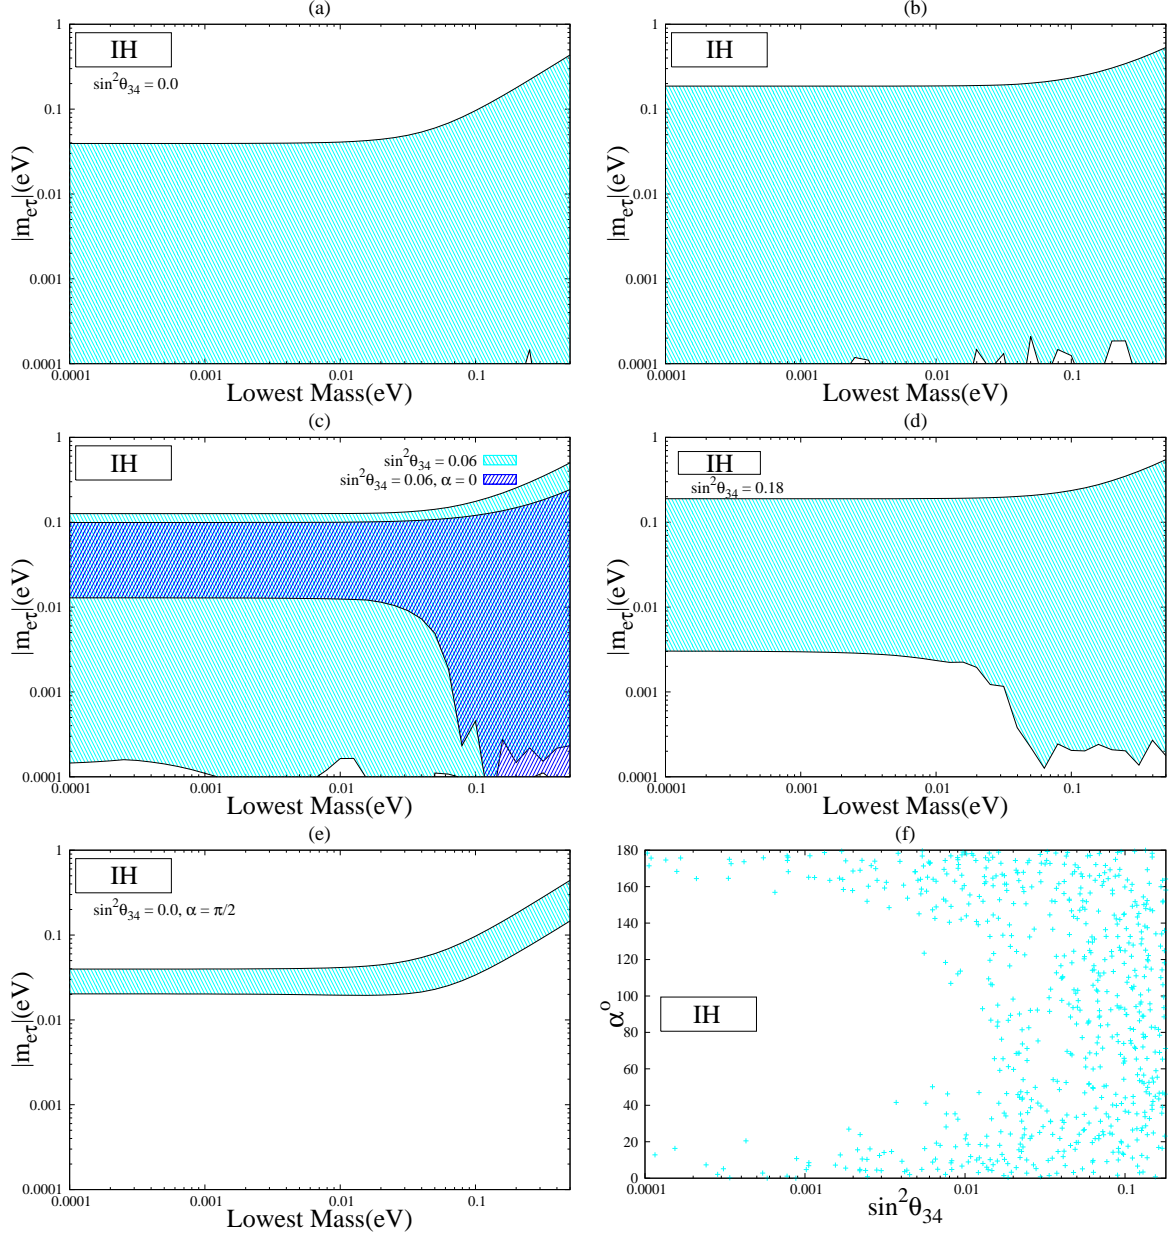 (a)
IH
sin²θ₃₄ = 0.0
|m_eτ|(eV)
1
0.1
0.01
0.001
0.0001
0.0001 0.001 0.01 0.1
Lowest Mass(eV)
(b)
IH
|m_eτ|(eV)
1
0.1
0.01
0.001
0.0001
0.0001 0.001 0.01 0.1
Lowest Mass(eV)
(c)
IH
sin²θ₃₄ = 0.06
sin²θ₃₄ = 0.06, α = 0
|m_eτ|(eV)
1
0.1
0.01
0.001
0.0001
0.0001 0.001 0.01 0.1
Lowest Mass(eV)
(d)
IH
sin²θ₃₄ = 0.18
|m_eτ|(eV)
1
0.1
0.01
0.001
0.0001
0.0001 0.001 0.01 0.1
Lowest Mass(eV)
(e)
IH
sin²θ₃₄ = 0.0, α = π/2
|m_eτ|(eV)
1
0.1
0.01
0.001
0.0001
0.0001 0.001 0.01 0.1
Lowest Mass(eV)
(f)
IH
α°
180
160
140
120
100
80
60
40
20
0
0.0001 0.001 0.01 0.1
sin²θ₃₄